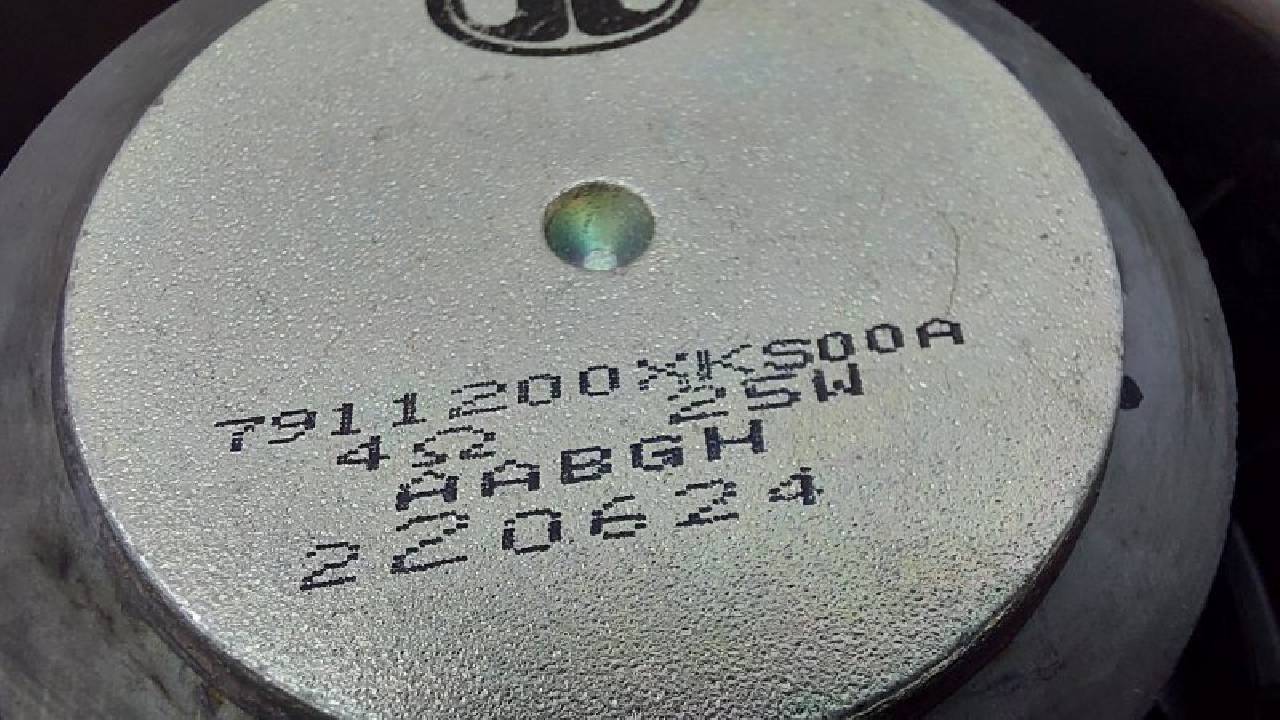 7911200XKS00A
4Ω 25W
AABGH
220624